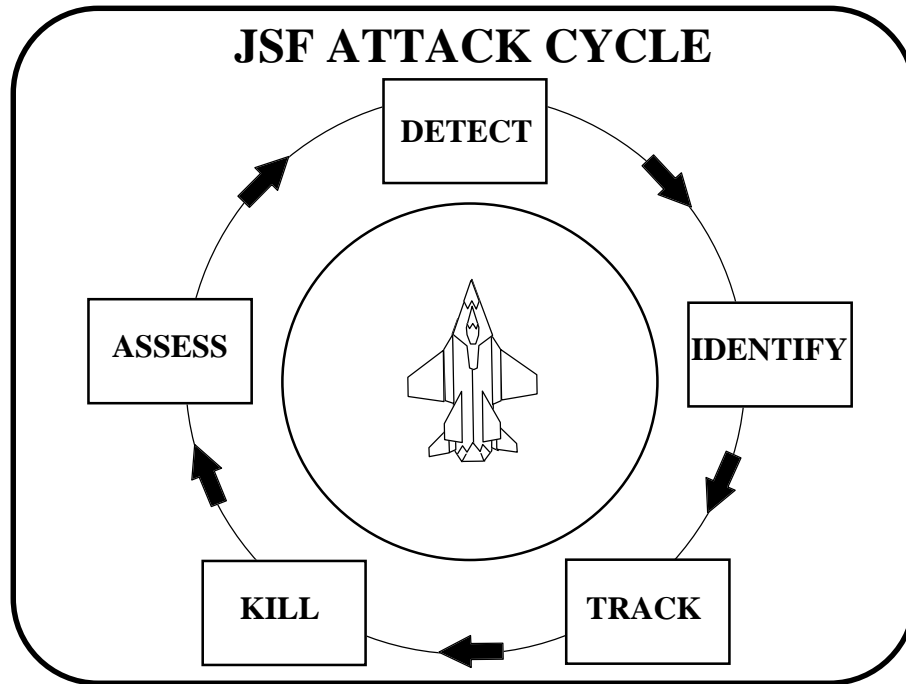 JSF ATTACK CYCLE
DETECT
IDENTIFY
TRACK
KILL
ASSESS